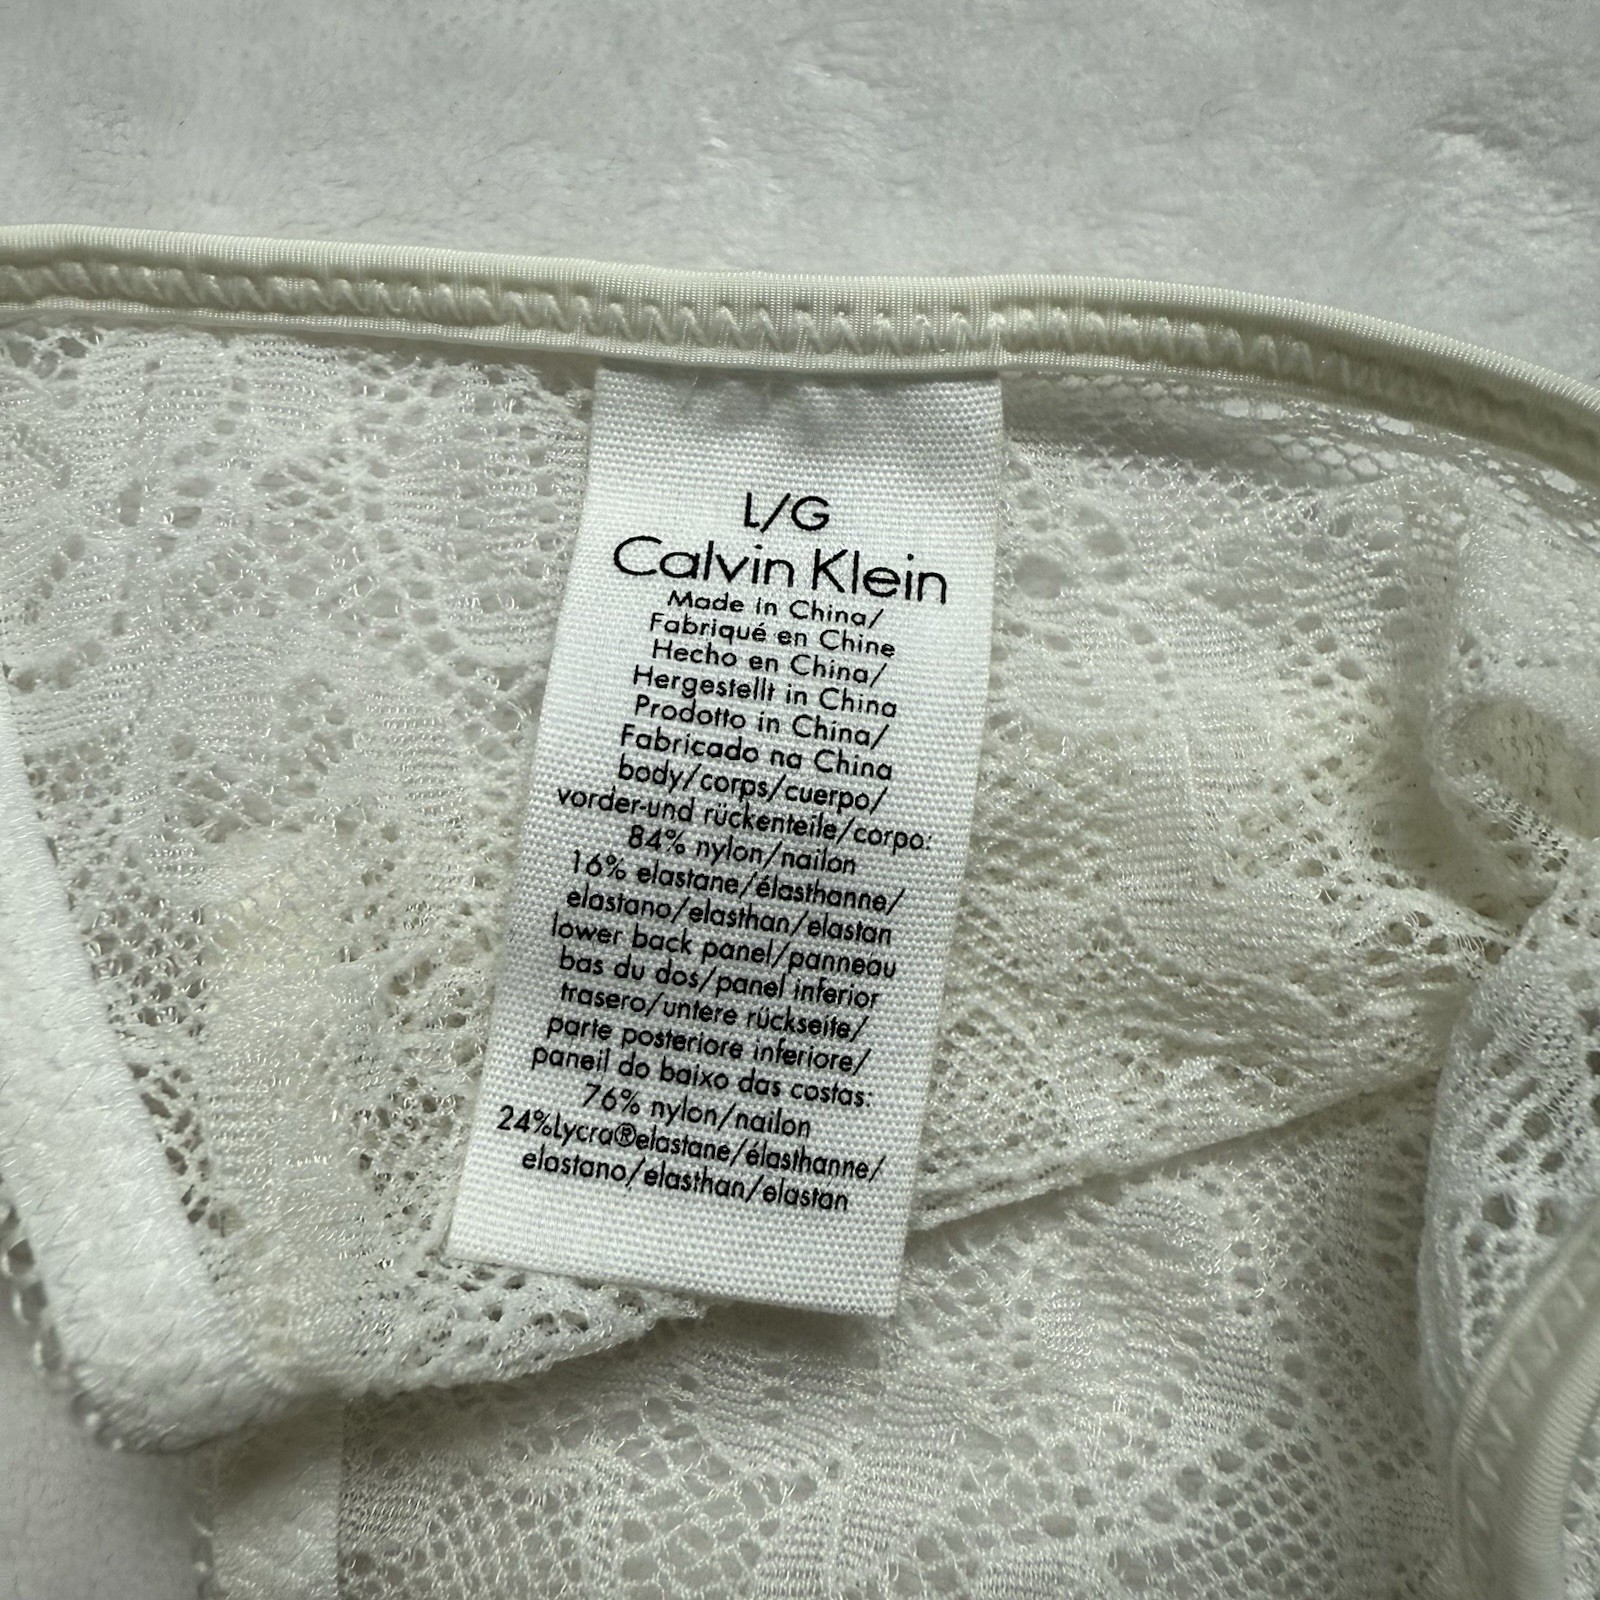 L/G
Calvin Klein
Made in China/
Fabriqué en Chine
Hecho en China/
Hergestellt in China
Prodotto in China/
Fabricado na China
body/corps/cuerpo/
vorder-und rückenteile/corpo:
84% nylon/nailon
16% elastane/élasthanne/
elastano/elasthan/elastan
lower back panel/panneau
bas du dos/panel inferior
trasero/untere rückseite/
parte posteriore inferiore/
paneil do baixo das costas:
76% nylon/nailon
24%Lycra®elastane/élasthanne/
elastano/elasthan/elastan